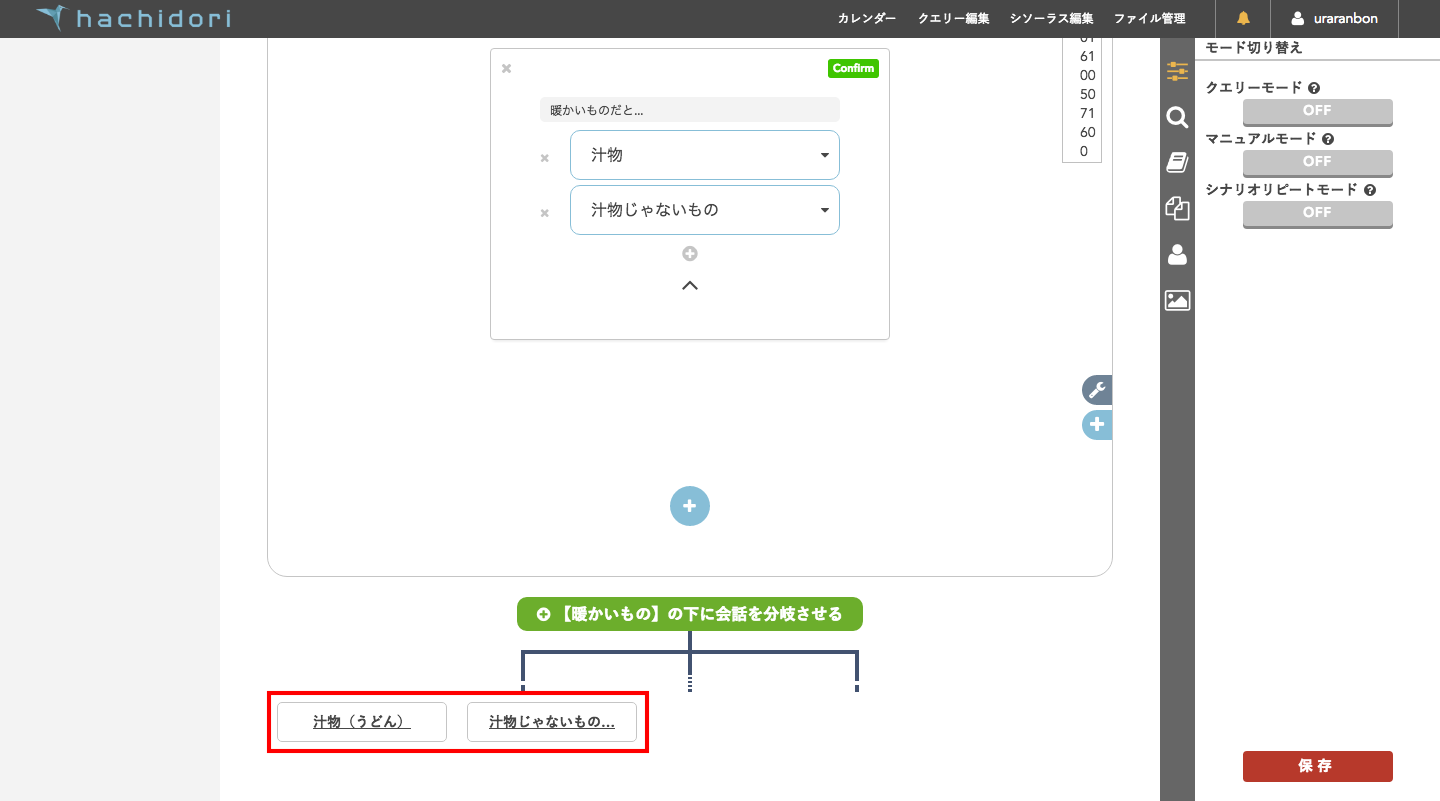 hachidori
カレンダー クエリー編集 シソーラス編集 ファイル管理 uraranbon
Confirm
暖かいものだと...
汁物
汁物じゃないもの
61
00
50
71
60
0
モード切り替え
クエリーモード
OFF
マニュアルモード
OFF
シナリオリピートモード
OFF
【暖かいもの】の下に会話を分岐させる
汁物（うどん）
汁物じゃないもの...
保存